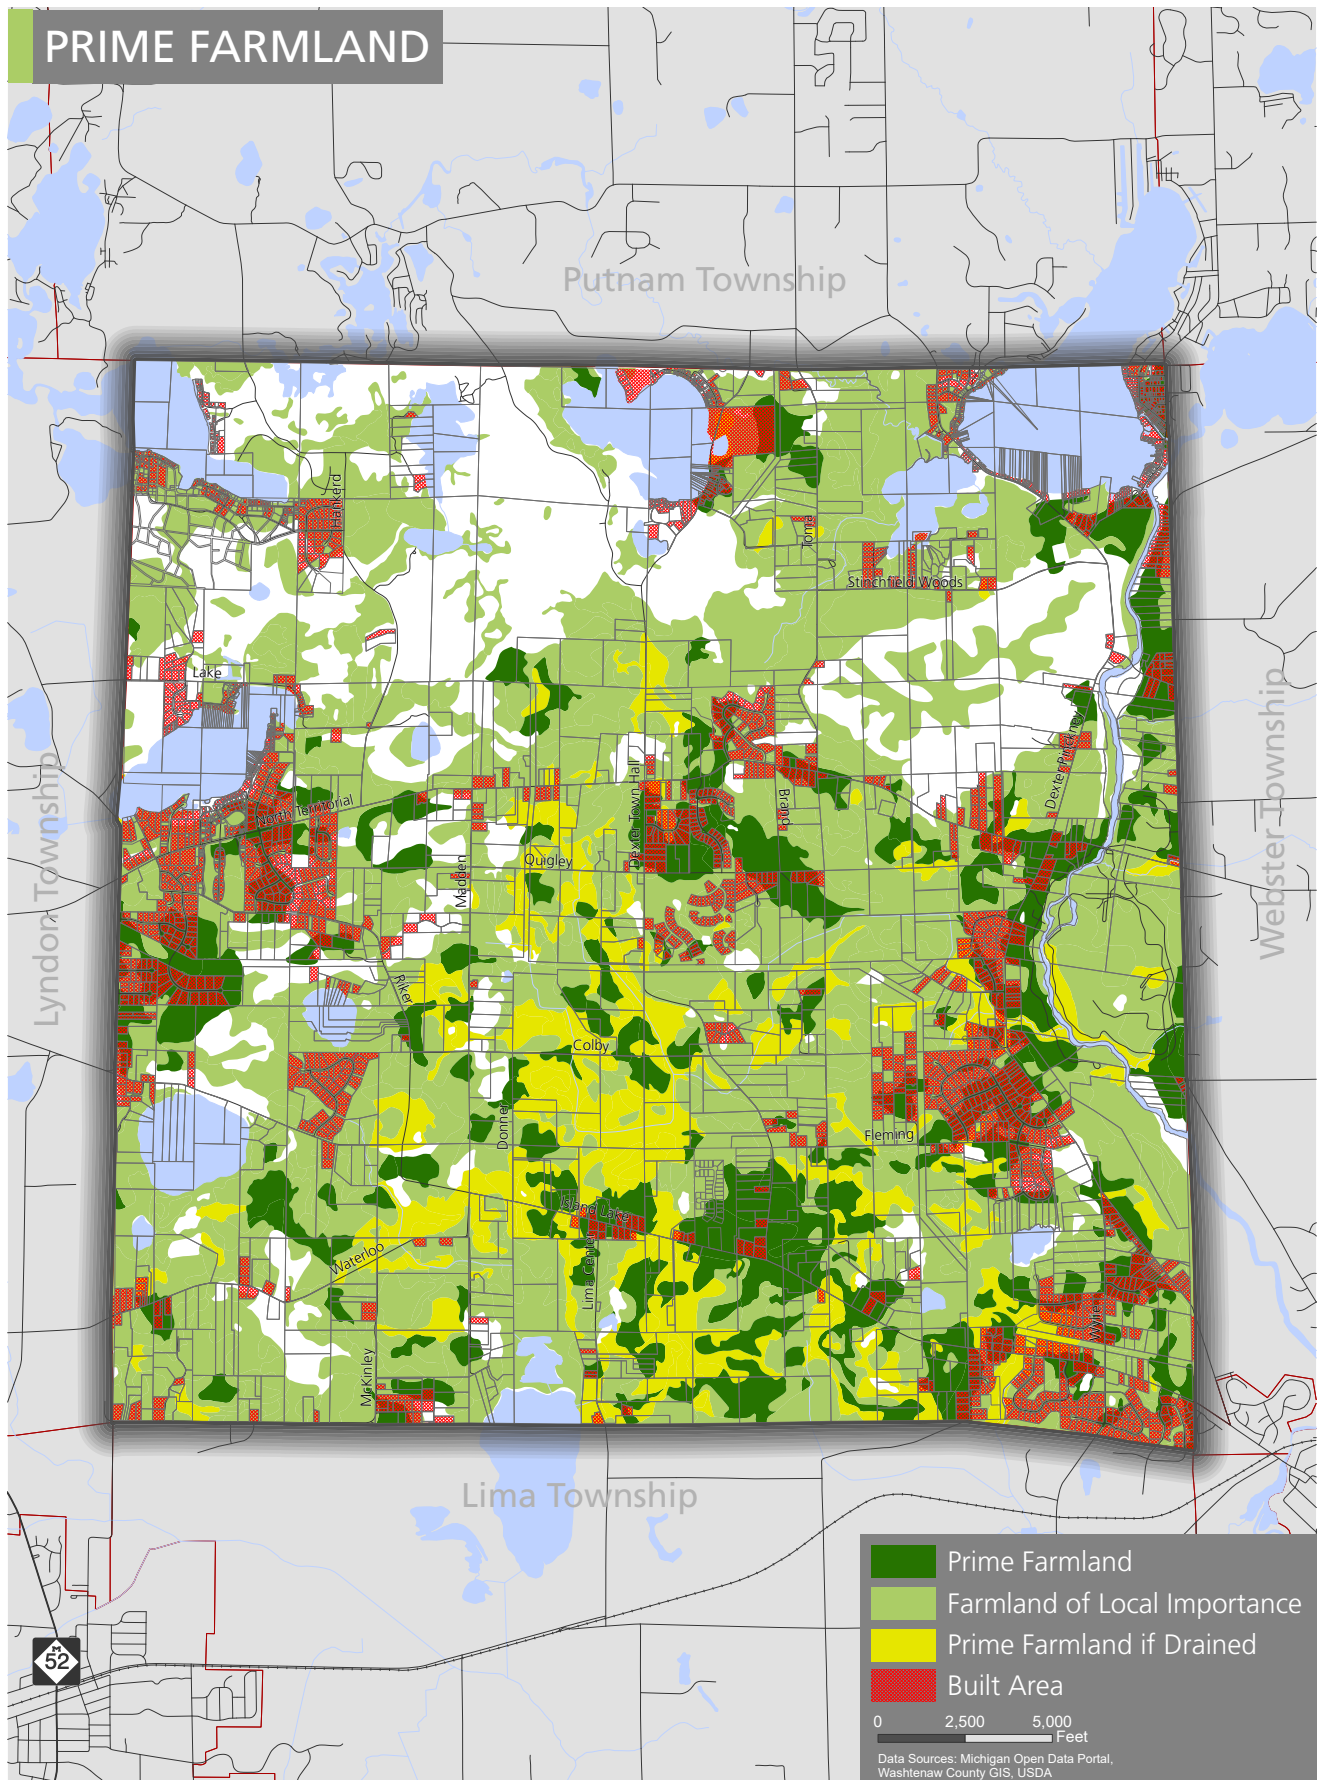 PRIME FARMLAND
Putnam Township
Hankerd
Toma
Stinchfield Woods
Lake
Webster Township
Dexter Pinckney
Lyndon Township
North Territorial
Dexter Town Hall
Brand
Quigley
Madden
Riker
Colby
Donner
Fleming
Island Lake
Waterloo
Lima Center
Wylie
McKinley
Lima Township
M
52
Prime Farmland
Farmland of Local Importance
Prime Farmland if Drained
Built Area
0 2,500 5,000
Feet
Data Sources: Michigan Open Data Portal,
Washtenaw County GIS, USDA